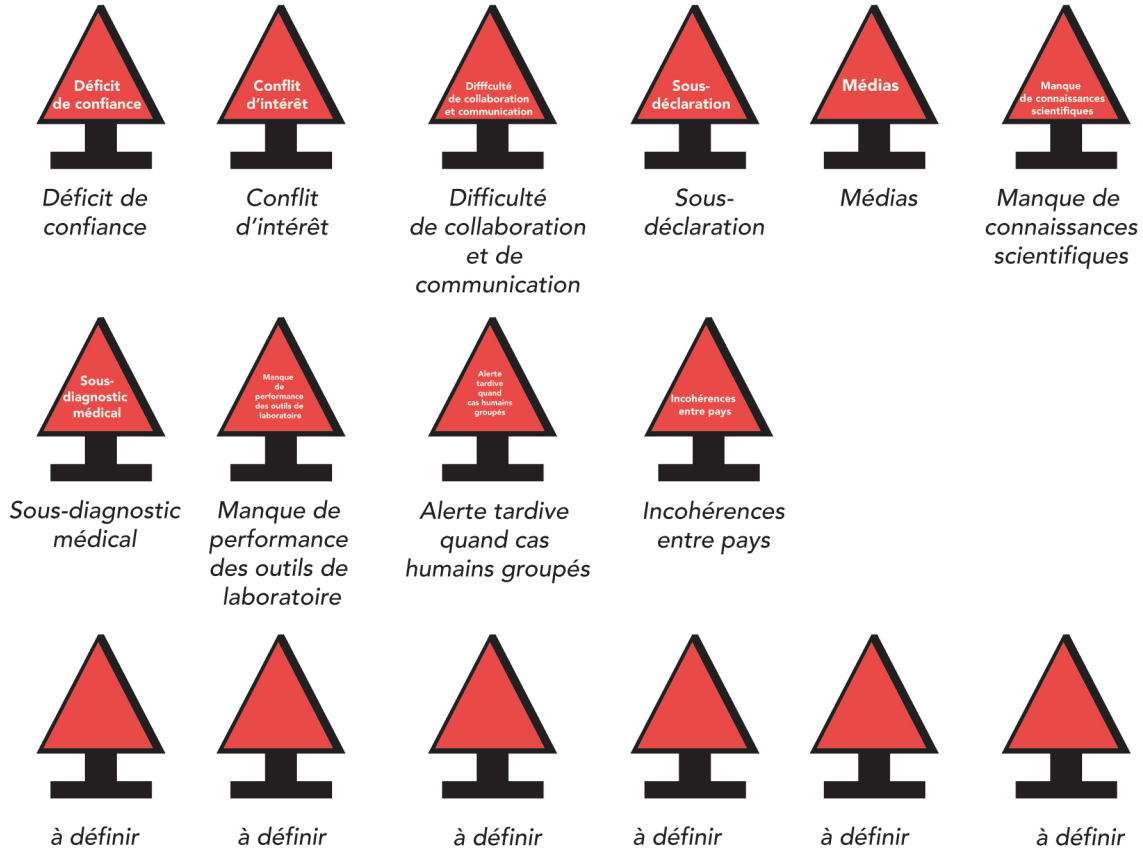 Déficit
de confiance
Conflit
d'intérêt
Diffficulté
de collaboration
et communication
Sous-
déclaration
Médias
Manque
de connaissances
scientifiques
Déficit de
confiance
Conflit
d'intérêt
Difficulté
de collaboration
et de
communication
Sous-
déclaration
Médias
Manque de
connaissances
scientifiques
Sous-
diagnostic
médical
Manque
de
performance
des outils de
laboratoire
Alerte
tardive
quand
cas humains
groupés
Incohérences
entre pays
Sous-diagnostic
médical
Manque de
performance
des outils de
laboratoire
Alerte tardive
quand cas
humains groupés
Incohérences
entre pays
à définir
à définir
à définir
à définir
à définir
à définir